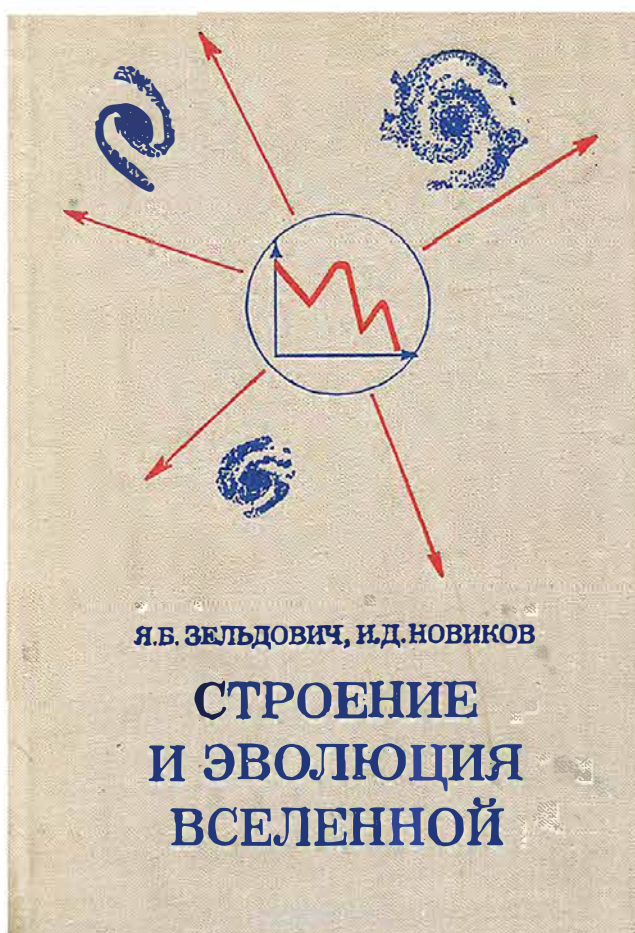 Я.Б. ЗЕЛЬДОВИЧ, И.Д. НОВИКОВ
СТРОЕНИЕ
И ЭВОЛЮЦИЯ
ВСЕЛЕННОЙ